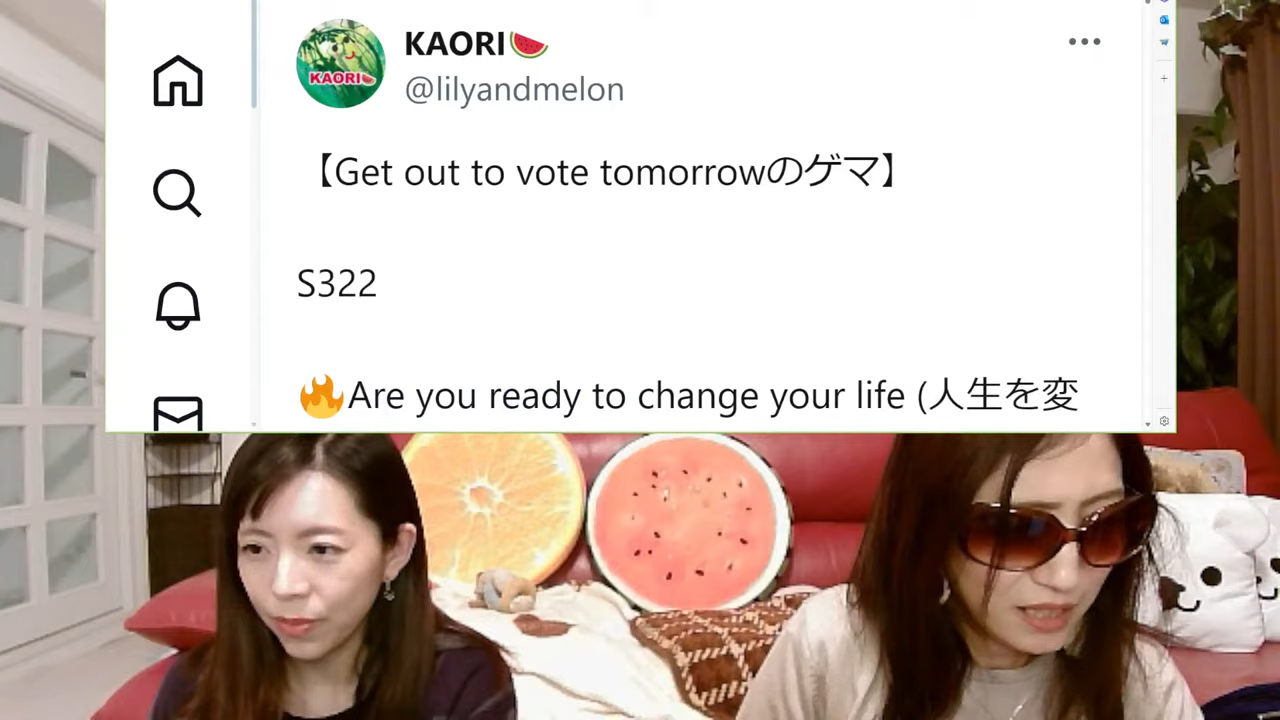 KAORI🍉
KAORI🍉
@lilyandmelon
【Get out to vote tomorrowのゲマ】
S322
🔥Are you ready to change your life (人生を変